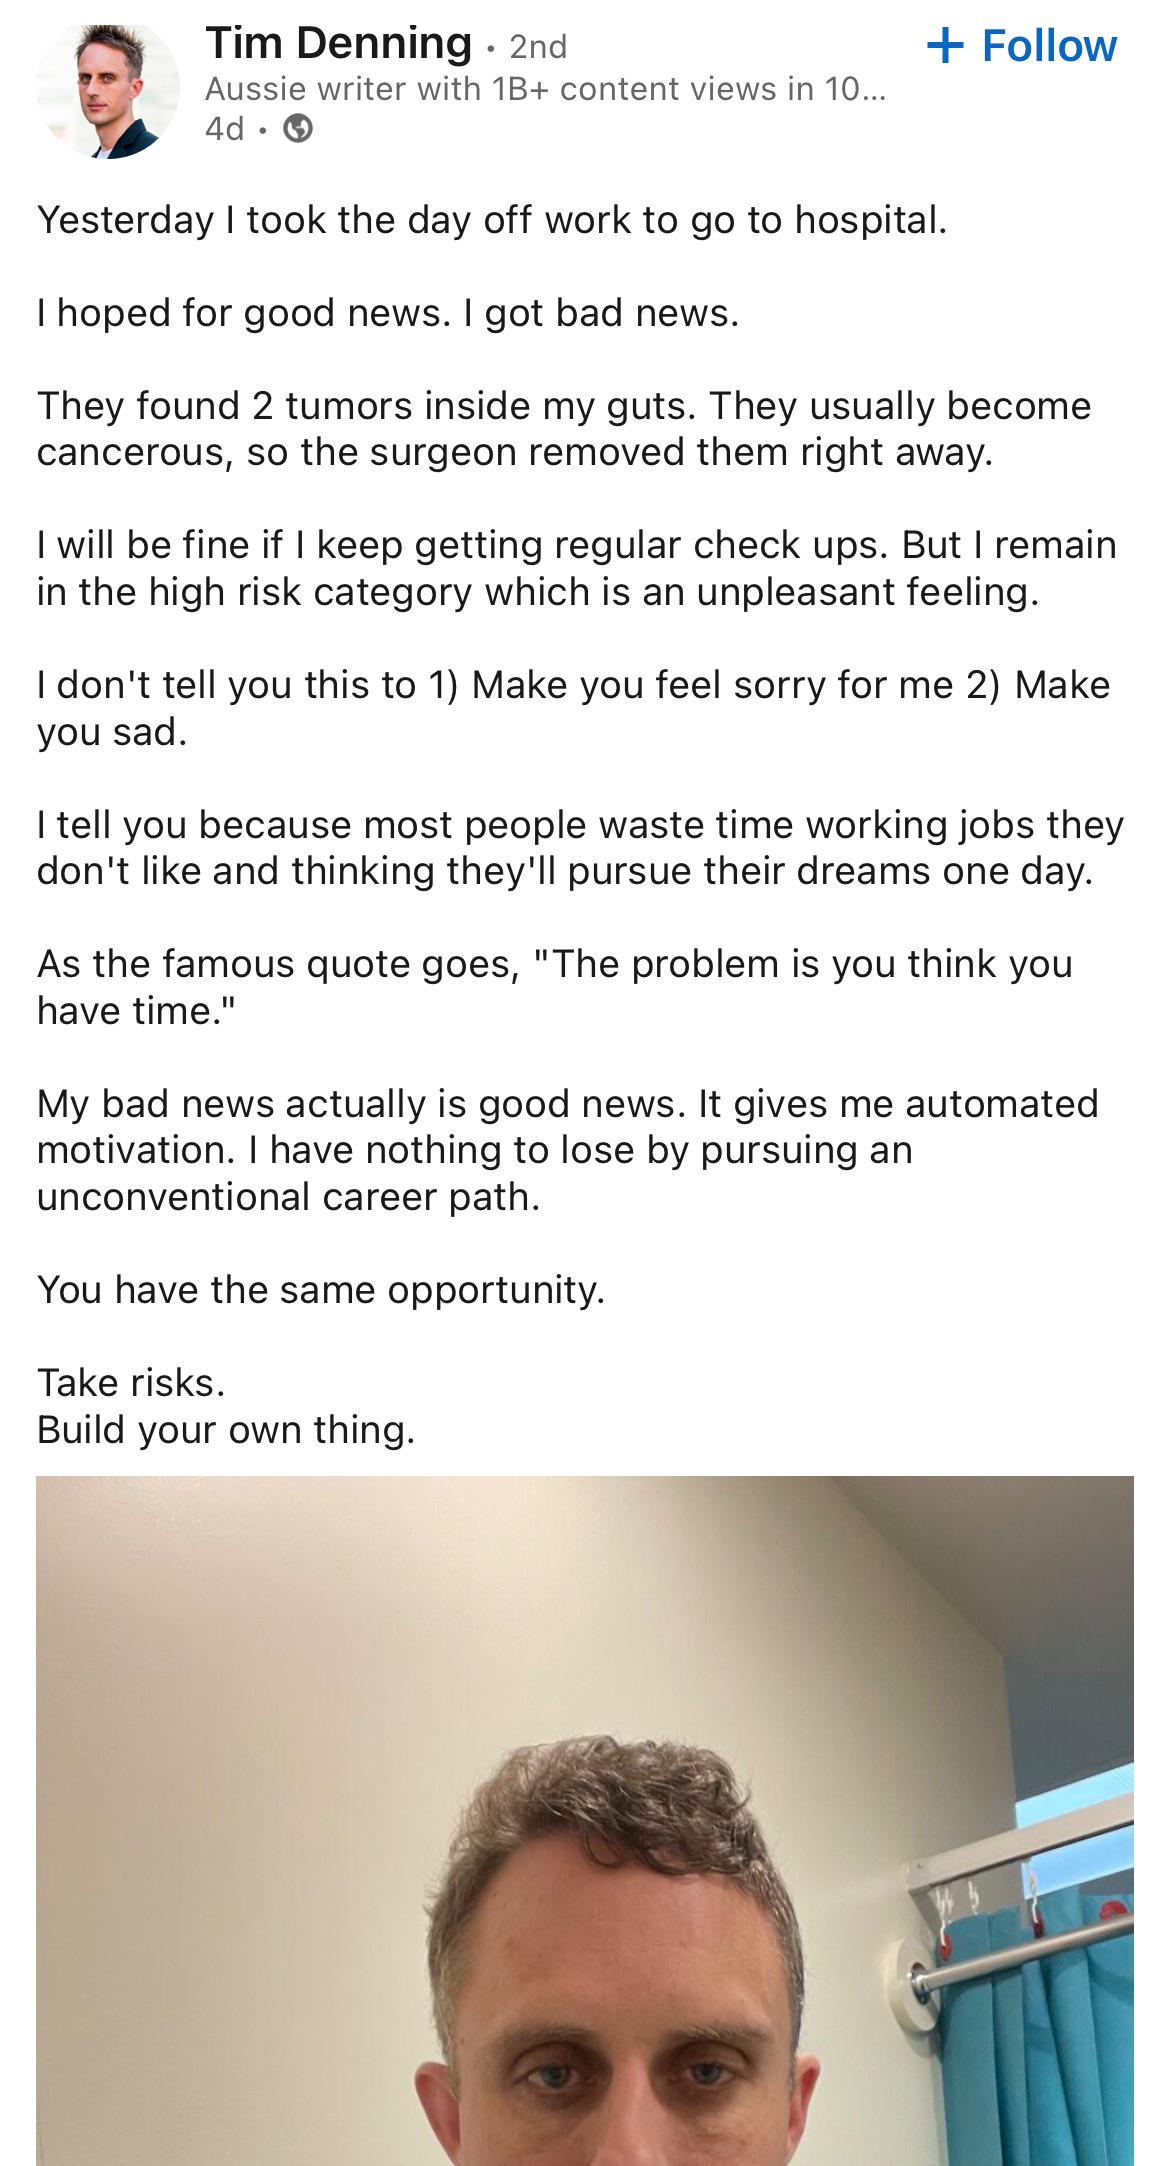 Tim Denning • 2nd
+ Follow
Aussie writer with 1B+ content views in 10...
4d •
Yesterday I took the day off work to go to hospital.
I hoped for good news. I got bad news.
They found 2 tumors inside my guts. They usually become
cancerous, so the surgeon removed them right away.
I will be fine if I keep getting regular check ups. But I remain
in the high risk category which is an unpleasant feeling.
I don't tell you this to 1) Make you feel sorry for me 2) Make
you sad.
I tell you because most people waste time working jobs they
don't like and thinking they'll pursue their dreams one day.
As the famous quote goes, "The problem is you think you
have time."
My bad news actually is good news. It gives me automated
motivation. I have nothing to lose by pursuing an
unconventional career path.
You have the same opportunity.
Take risks.
Build your own thing.